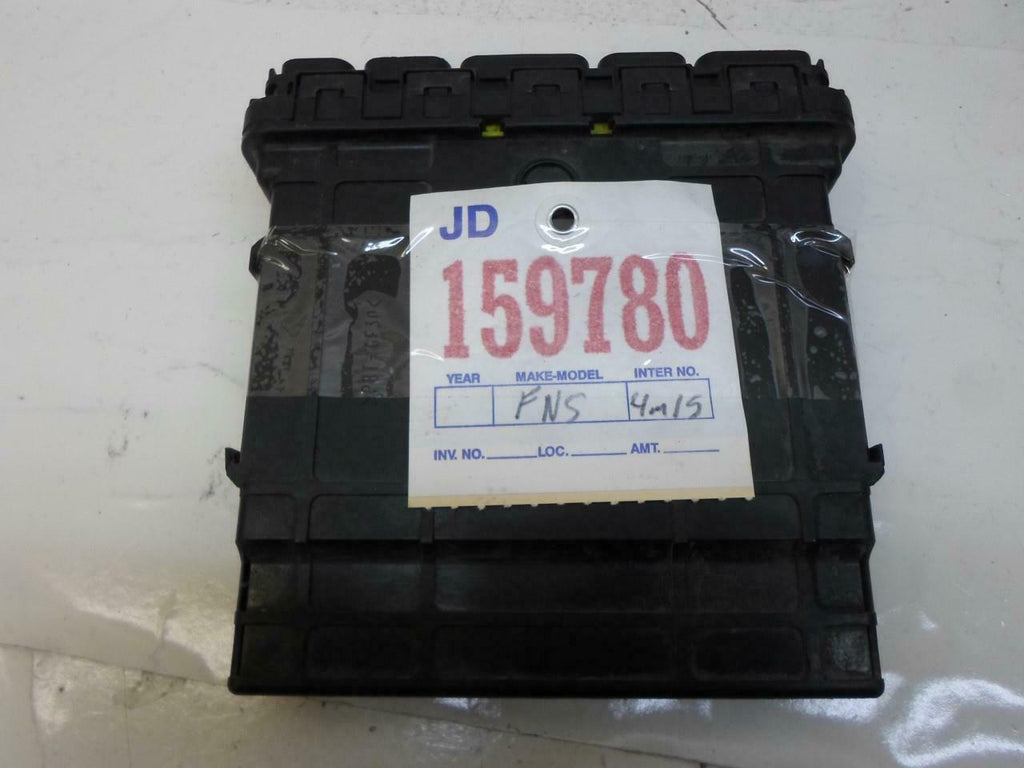 JD
159780
YEAR MAKE-MODEL INTER NO.
FNS 4M15
INV. NO. LOC. AMT.